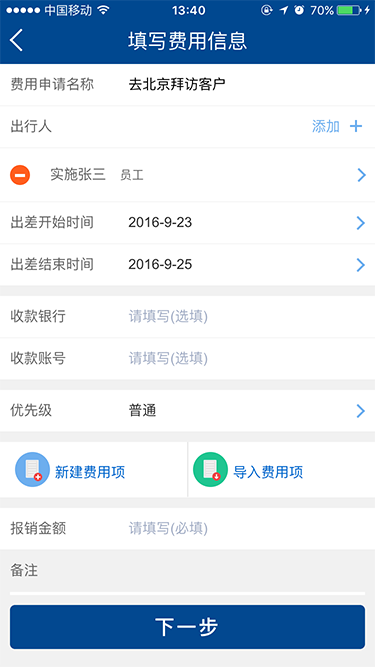 中国移动 13:40 70%
填写费用信息
费用申请名称 去北京拜访客户
出行人 添加
实施张三 员工
出差开始时间 2016-9-23
出差结束时间 2016-9-25
收款银行 请填写(选填)
收款账号 请填写(选填)
优先级 普通
新建费用项 导入费用项
报销金额 请填写(必填)
备注
下一步